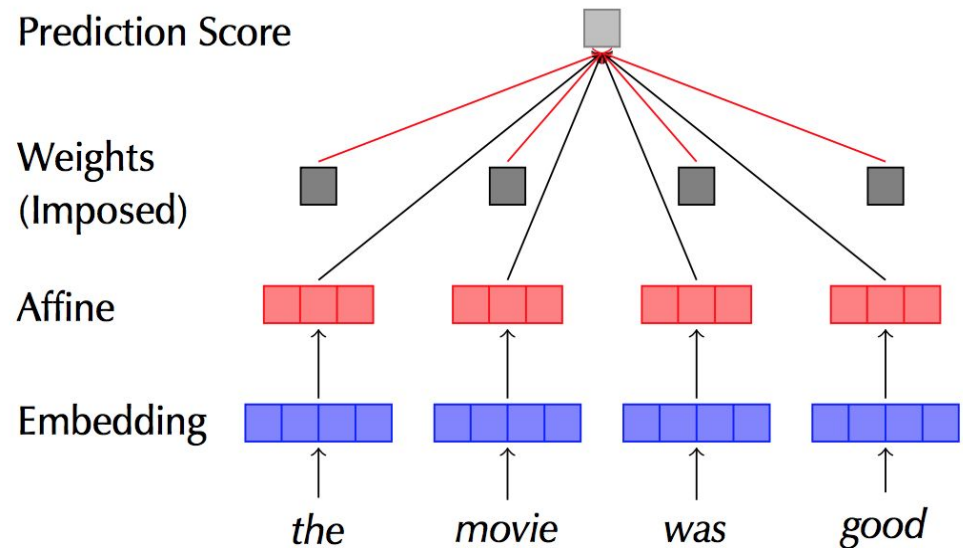 Prediction Score
Weights
(Imposed)
Affine
Embedding
the movie was good